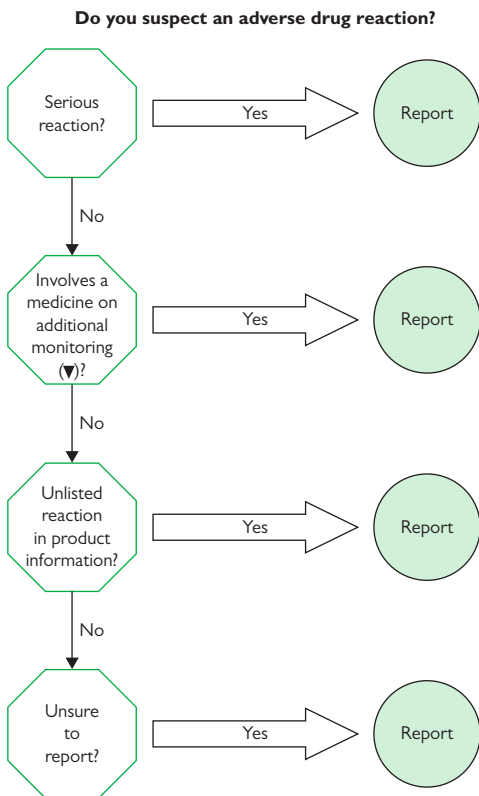 Do you suspect an adverse drug reaction?
Serious
reaction?
Yes
Report
No
Involves a
medicine on
additional
monitoring
(▼)?
Yes
Report
No
Unlisted
reaction
in product
information?
Yes
Report
No
Unsure
to
report?
Yes
Report